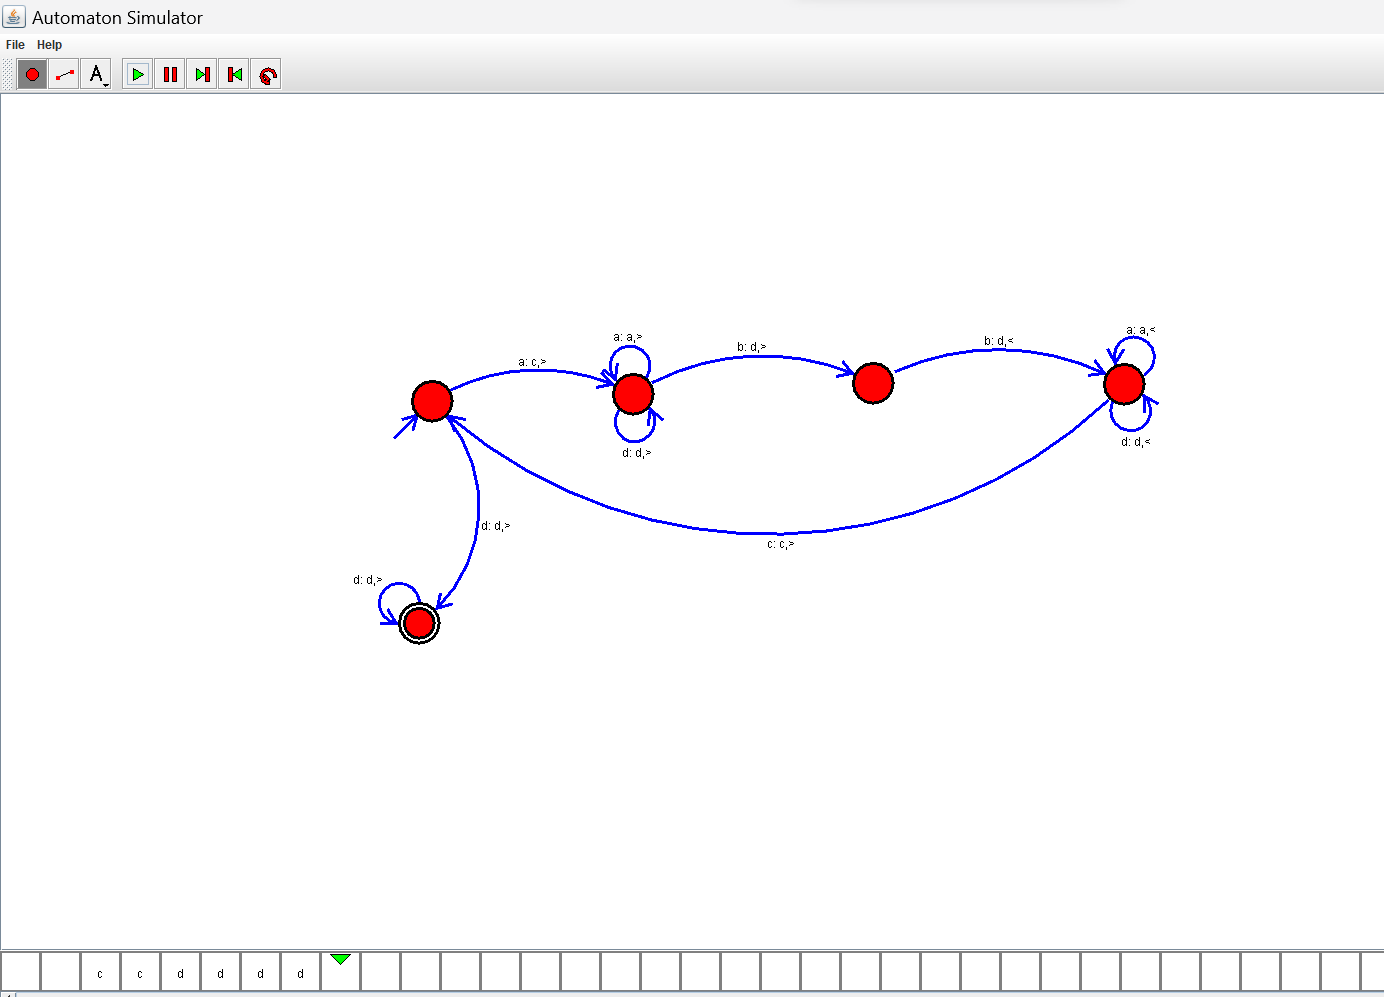 Automaton Simulator
File Help
A
a: a,>
a: c,>
b: d,>
b: d,<
a: a,<
d: d,>
d: d,<
d: d,>
c: c,>
d: d,>
c c d d d d